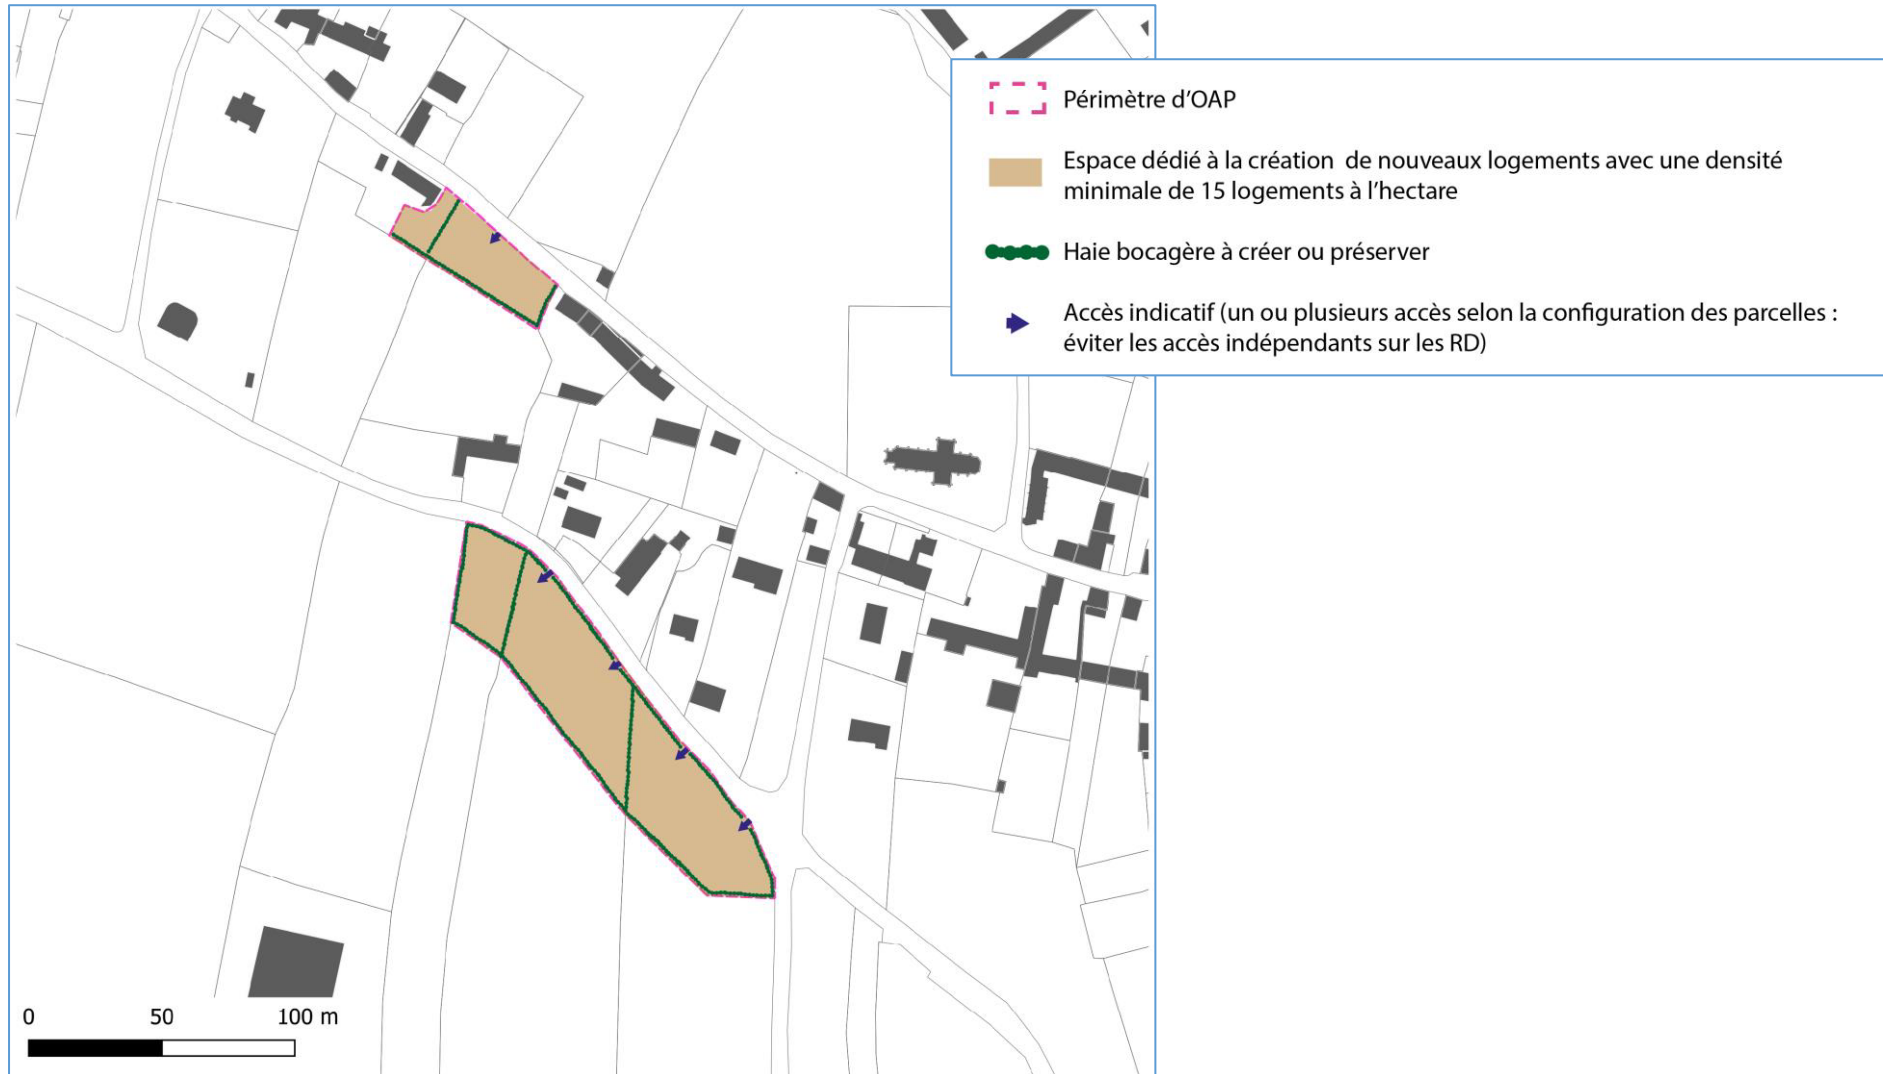 Périmètre d'OAP
Espace dédié à la création  de nouveaux logements avec une densité
minimale de 15 logements à l'hectare
Haie bocagère à créer ou préserver
Accès indicatif (un ou plusieurs accès selon la configuration des parcelles :
éviter les accès indépendants sur les RD)
0 50 100 m